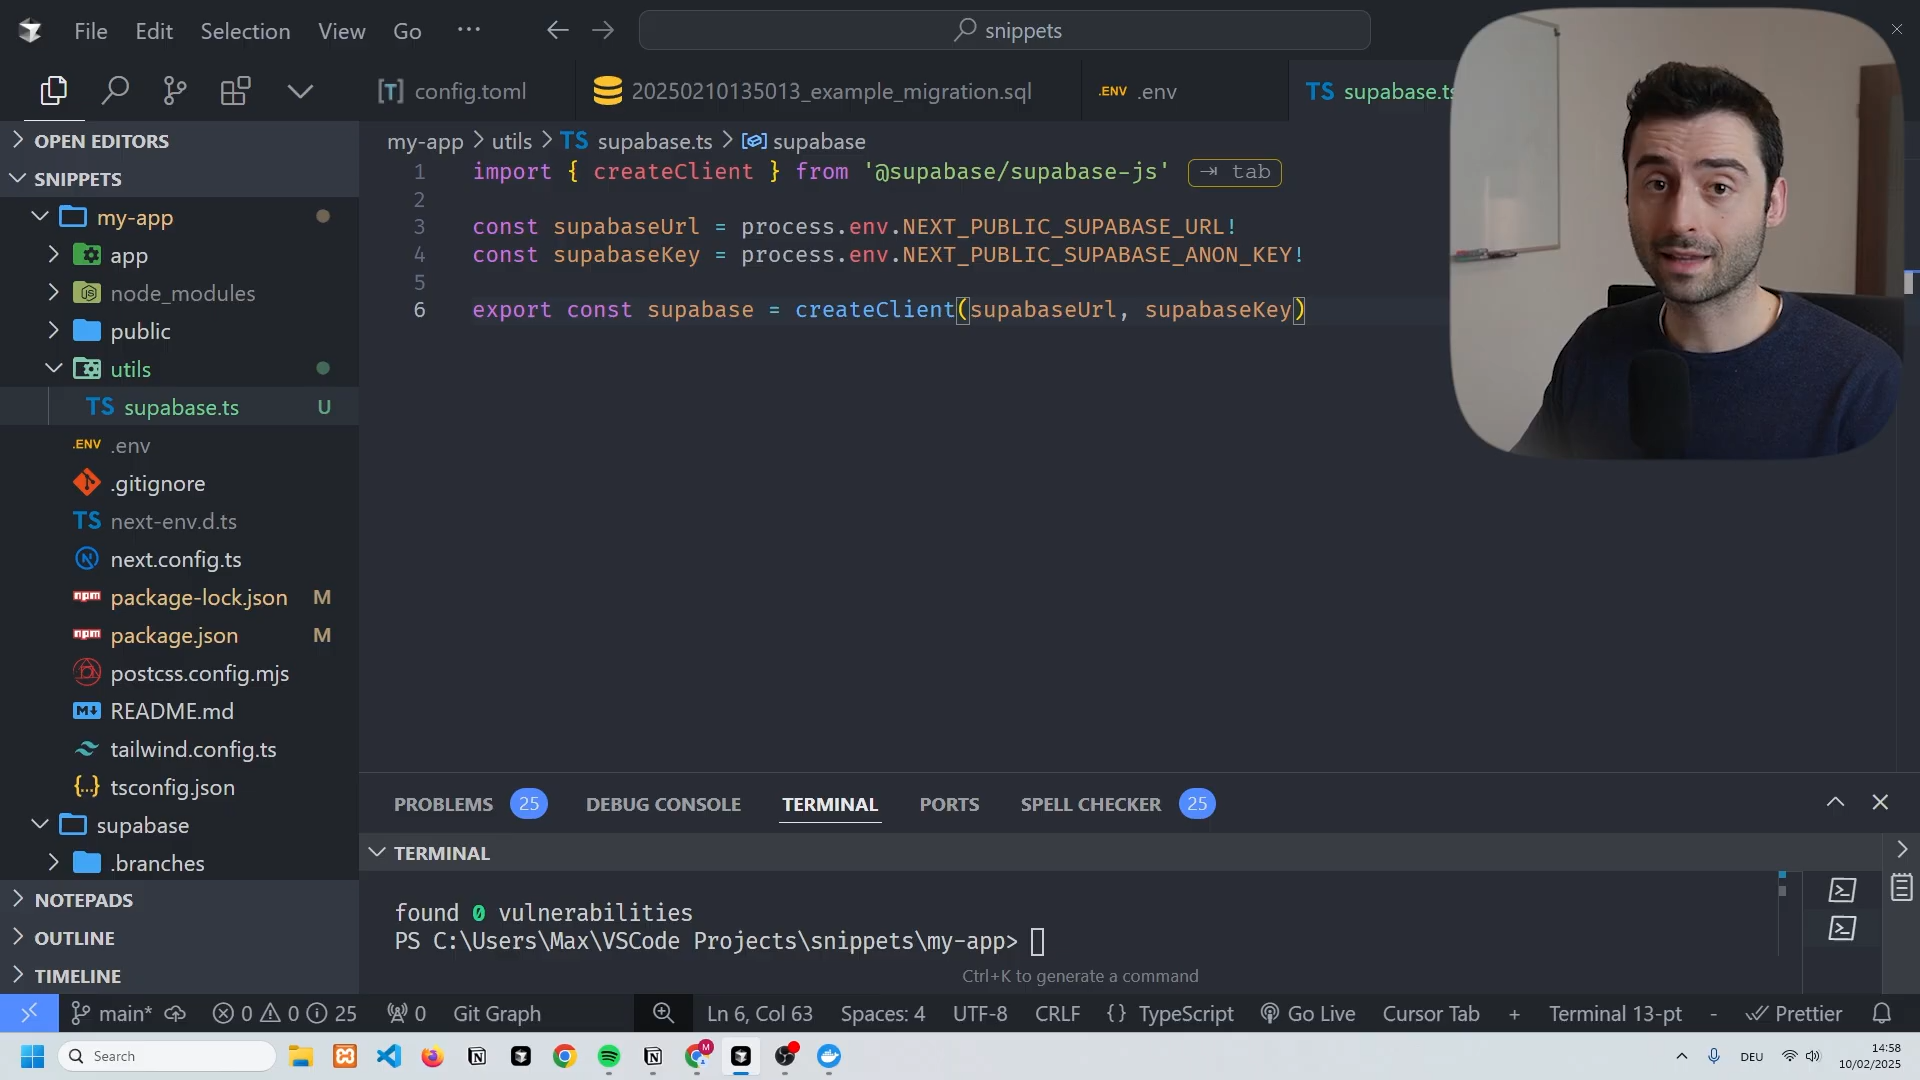 File Edit Selection View Go ···
snippets
config.toml
20250210135013_example_migration.sql
.ENV .env
TS supabase.ts
OPEN EDITORS
SNIPPETS
my-app
app
node_modules
public
utils
TS supabase.ts U
.ENV .env
.gitignore
TS next-env.d.ts
next.config.ts
npm package-lock.json M
npm package.json M
postcss.config.mjs
README.md
tailwind.config.ts
{..} tsconfig.json
supabase
.branches
NOTEPADS
OUTLINE
TIMELINE
my-app > utils > TS supabase.ts > supabase
1 import { createClient } from '@supabase/supabase-js' tab
2
3 const supabaseUrl = process.env.NEXT_PUBLIC_SUPABASE_URL!
4 const supabaseKey = process.env.NEXT_PUBLIC_SUPABASE_ANON_KEY!
5
6 export const supabase = createClient(supabaseUrl, supabaseKey)
PROBLEMS 25 DEBUG CONSOLE TERMINAL PORTS SPELL CHECKER 25
TERMINAL
found 0 vulnerabilities
PS C:\Users\Max\VSCode Projects\snippets\my-app>
Ctrl+K to generate a command
main* 0 0 25 0 Git Graph Ln 6, Col 63 Spaces: 4 UTF-8 CRLF {} TypeScript Go Live Cursor Tab + Terminal 13-pt - Prettier
Search
M
DEU
14:58
10/02/2025